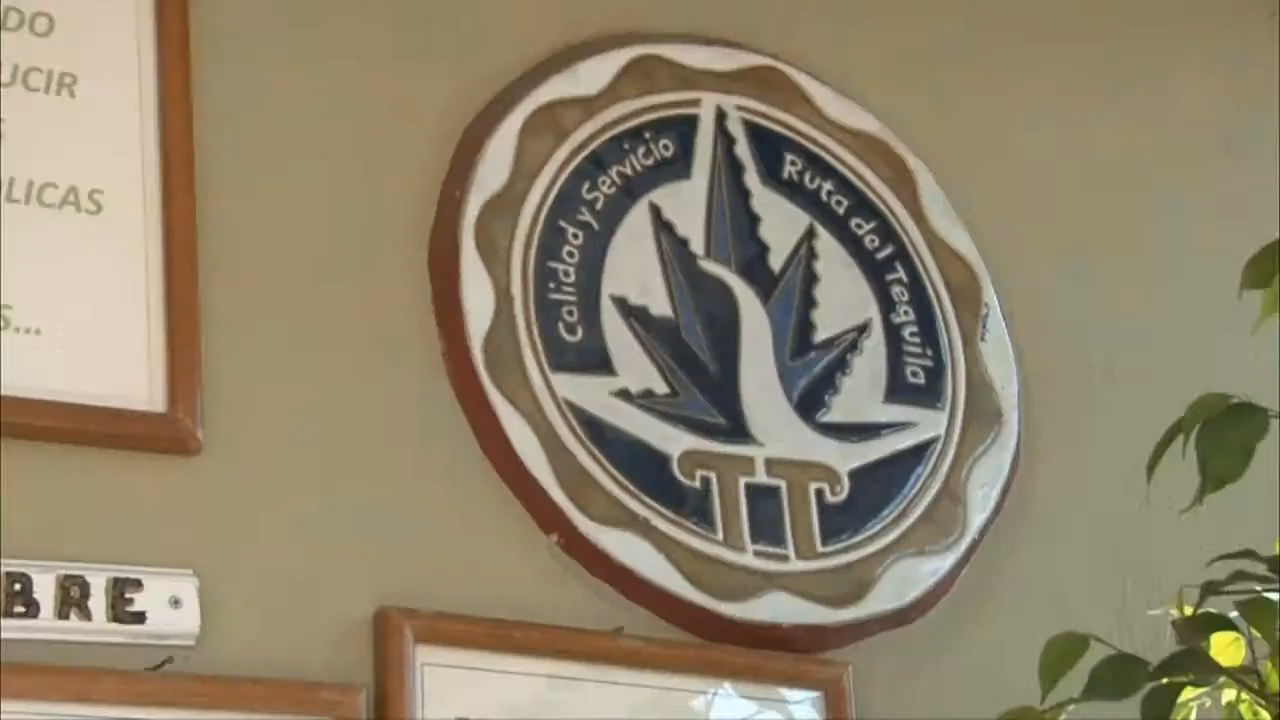 DO
UCIR
S
LICAS
S...
Calidad y Servicio
Ruta del Tequila
TT
BRE